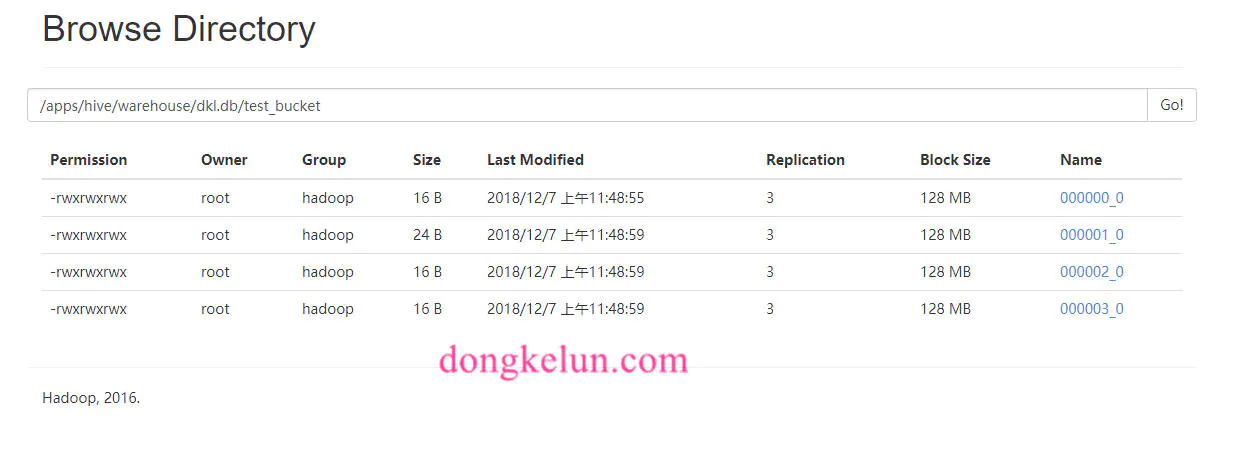 Browse Directory
/apps/hive/warehouse/dkl.db/test_bucket Go!
Permission Owner Group Size Last Modified Replication Block Size Name
-rwxrwxrwx root hadoop 16 B 2018/12/7 上午11:48:55 3 128 MB 000000_0
-rwxrwxrwx root hadoop 24 B 2018/12/7 上午11:48:59 3 128 MB 000001_0
-rwxrwxrwx root hadoop 16 B 2018/12/7 上午11:48:59 3 128 MB 000002_0
-rwxrwxrwx root hadoop 16 B 2018/12/7 上午11:48:59 3 128 MB 000003_0
dongkelun.com
Hadoop, 2016.